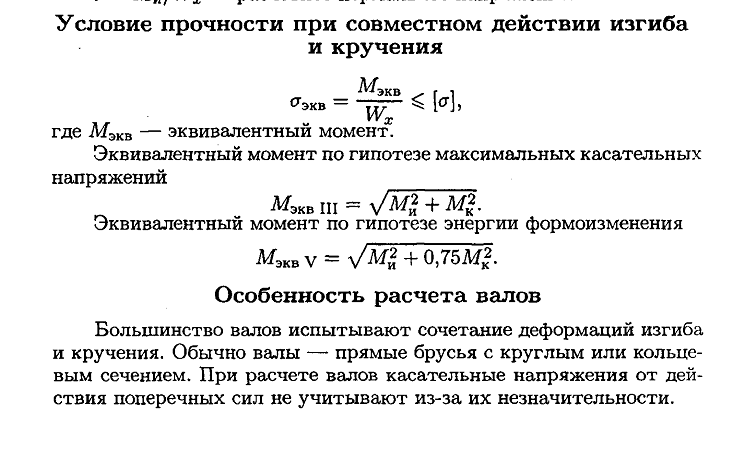 Условие прочности при совместном действии изгиба
и кручения
σэкв = Mэкв / Wx ⩽ [σ],
где Mэкв — эквивалентный момент.
Эквивалентный момент по гипотезе максимальных касательных
напряжений
Mэкв III = √(Mи² + Mк²).
Эквивалентный момент по гипотезе энергии формоизменения
Mэкв V = √(Mи² + 0,75Mк²).
Особенность расчета валов
Большинство валов испытывают сочетание деформаций изгиба
и кручения. Обычно валы — прямые брусья с круглым или кольце-
вым сечением. При расчете валов касательные напряжения от дей-
ствия поперечных сил не учитывают из-за их незначительности.